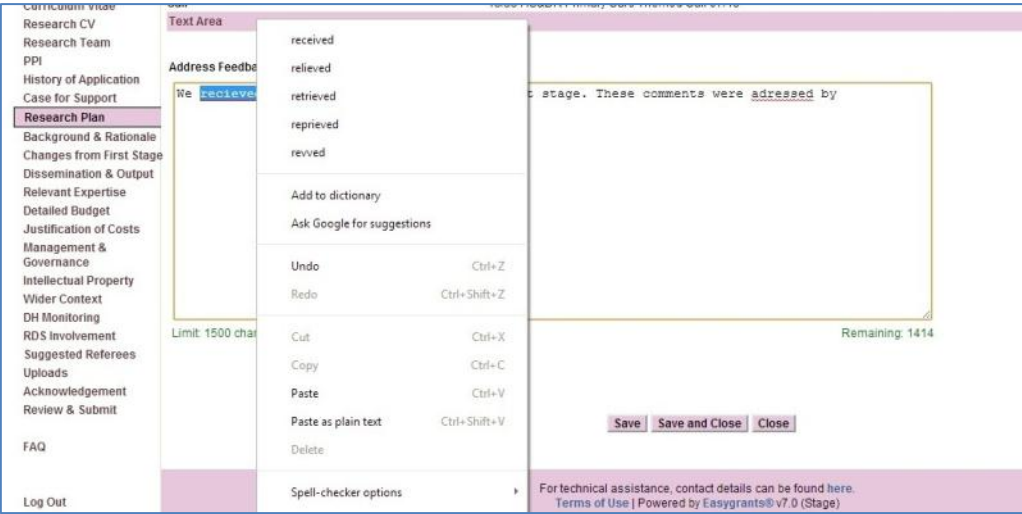 Research CV
Research Team
PPI
History of Application
Case for Support
Research Plan
Background & Rationale
Changes from First Stage
Dissemination & Output
Relevant Expertise
Detailed Budget
Justification of Costs
Management &
Governance
Intellectual Property
Wider Context
DH Monitoring
RDS Involvement
Suggested Referees
Uploads
Acknowledgement
Review & Submit
FAQ
Log Out
Text Area
Address Feedba
We recieve
t stage. These comments were adressed by
Limit: 1500 char
Remaining: 1414
received
relieved
retrieved
reprieved
revved
Add to dictionary
Ask Google for suggestions
Undo Ctrl+Z
Redo Ctrl+Shift+Z
Cut Ctrl+X
Copy Ctrl+C
Paste Ctrl+V
Paste as plain text Ctrl+Shift+V
Delete
Spell-checker options
Save Save and Close Close
For technical assistance, contact details can be found here.
Terms of Use | Powered by Easygrants® v7.0 (Stage)